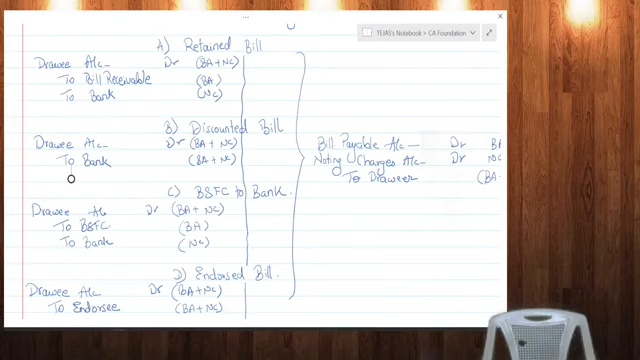 TEJAS's Notebook > CA Foundation
A) Retained Bill
Drawee A/c Dr (BA+NC)
To Bill Receivable (BA)
To Bank (NC)
B) Discounted Bill
Drawee A/c Dr (BA+NC)
To Bank (BA+NC)
C) BSFC to Bank.
Drawee A/c Dr (BA+NC)
To BSFC (BA)
To Bank (NC)
D) Endorsed Bill.
Drawee A/c Dr (BA+NC)
To Endorsee (BA+NC)
Bill Payable A/c Dr BA
Noting Charges A/c Dr NC
To Drawer (BA